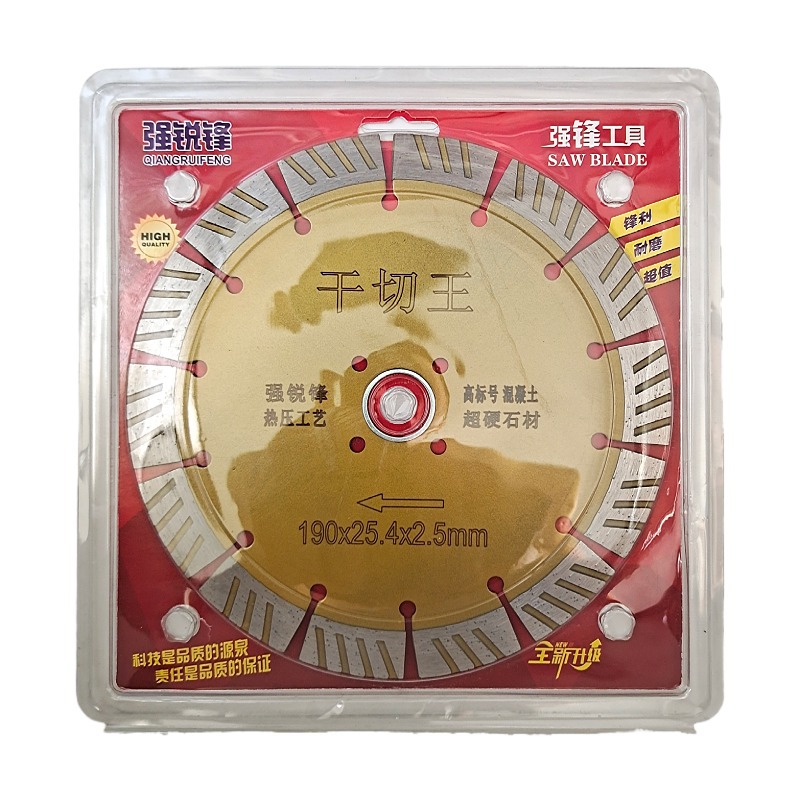 强锐锋
QIANGRUIFENG
强锋工具
SAW BLADE
HIGH
QUALITY
锋利
耐磨
超值
干切王
强锐锋
热压工艺
高标号 混凝土
超硬石材
190x25.4x2.5mm
科技是品质的源泉
责任是品质的保证
NEW
全新升级